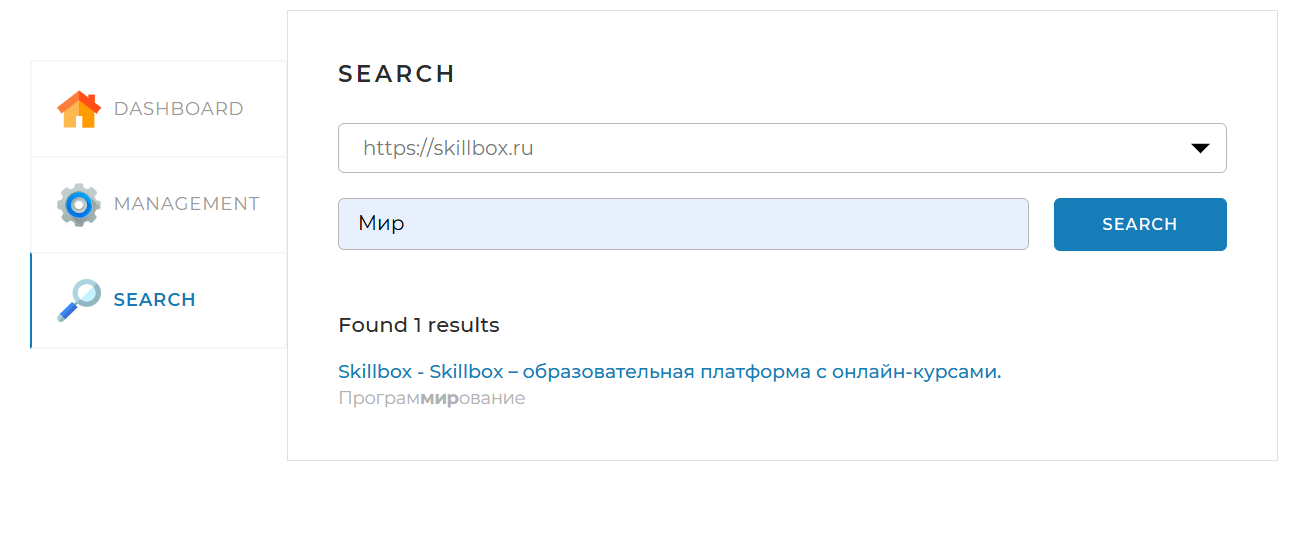 SEARCH
https://skillbox.ru
DASHBOARD
MANAGEMENT
SEARCH
Мир
SEARCH
Found 1 results
Skillbox - Skillbox – образовательная платформа с онлайн-курсами.
Программирование